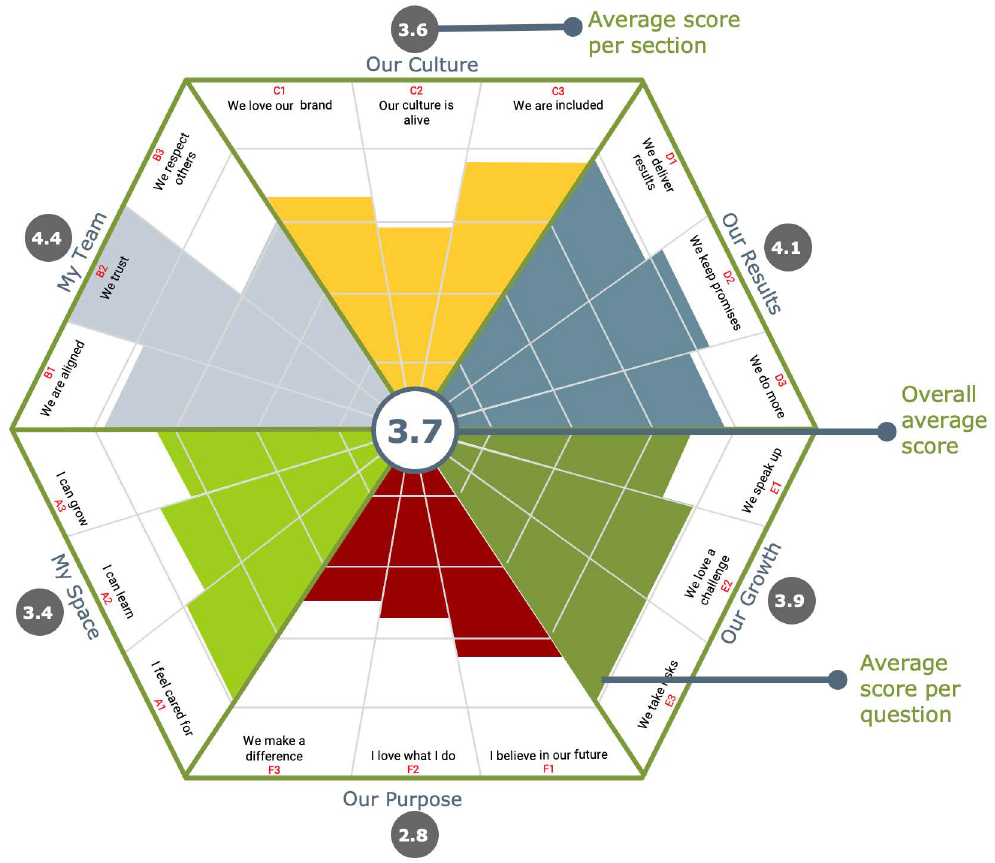 3.6
Average score
per section
Our Culture
C1
We love our brand
C2
Our culture is
alive
C3
We are included
B3
We respect
others
D1
We deliver
results
4.4
My Team
B2
We trust
D2
We keep promises
Our Results
4.1
B1
We are aligned
D3
We do more
3.7
Overall
average
score
I can grow
A3
We speak up
E1
My Space
3.4
I can learn
A2
We love a
challenge
E2
Our Growth
3.9
I feel cared for
A1
We take
E3
Average
score per
question
We make a
difference
F3
I love what I do
F2
I believe in our future
F1
Our Purpose
2.8